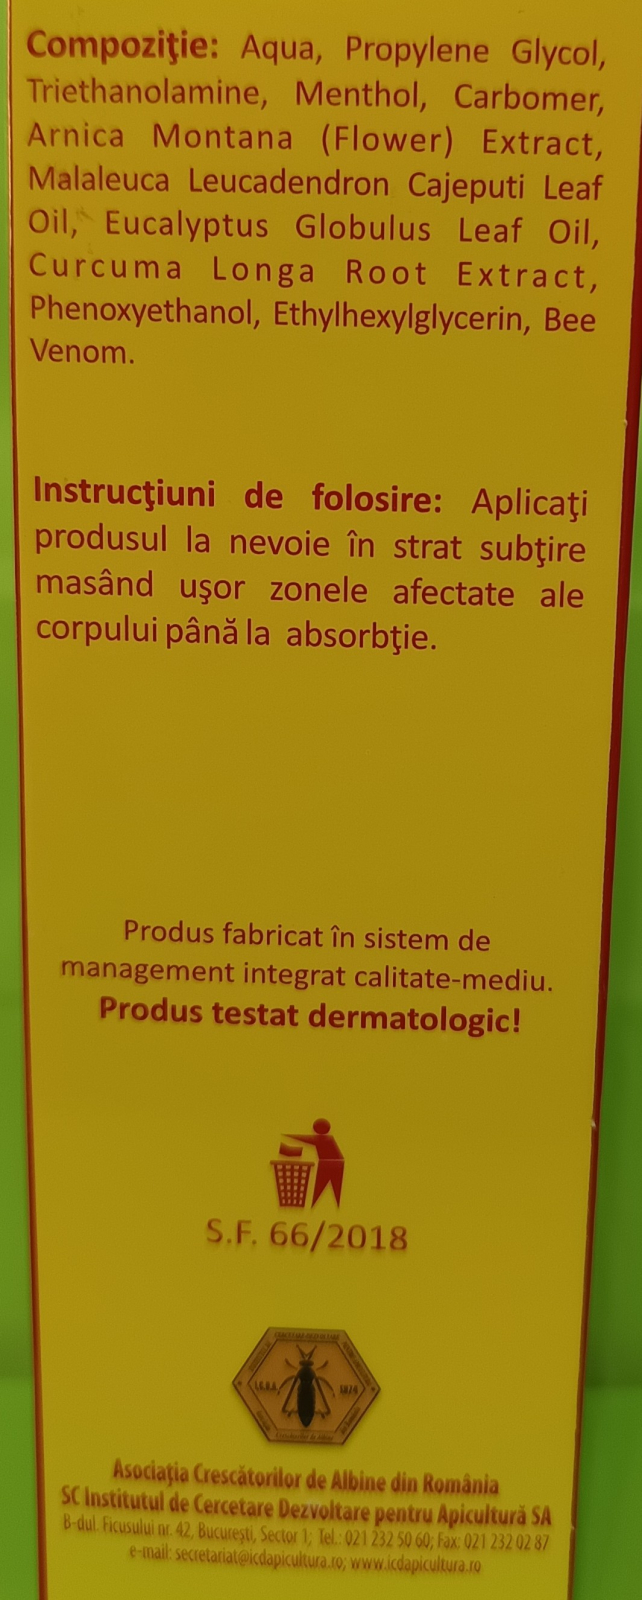 Compoziţie: Aqua, Propylene Glycol,
Triethanolamine, Menthol, Carbomer,
Arnica Montana (Flower) Extract,
Malaleuca Leucadendron Cajeputi Leaf
Oil, Eucalyptus Globulus Leaf Oil,
Curcuma Longa Root Extract,
Phenoxyethanol, Ethylhexylglycerin, Bee
Venom.
Instrucţiuni de folosire: Aplicaţi
produsul la nevoie în strat subţire
masând uşor zonele afectate ale
corpului până la absorbţie.
Produs fabricat în sistem de
management integrat calitate-mediu.
Produs testat dermatologic!
S.F. 66/2018
1974
Asociaţia Crescătorilor de Albine din România
SC Institutul de Cercetare Dezvoltare pentru Apicultură SA
B-dul. Ficusului nr. 42, Bucureşti, Sector 1; Tel.: 021 232 50 60; Fax: 021 232 02 87
e-mail: secretariat@icdapicultura.ro; www.icdapicultura.ro